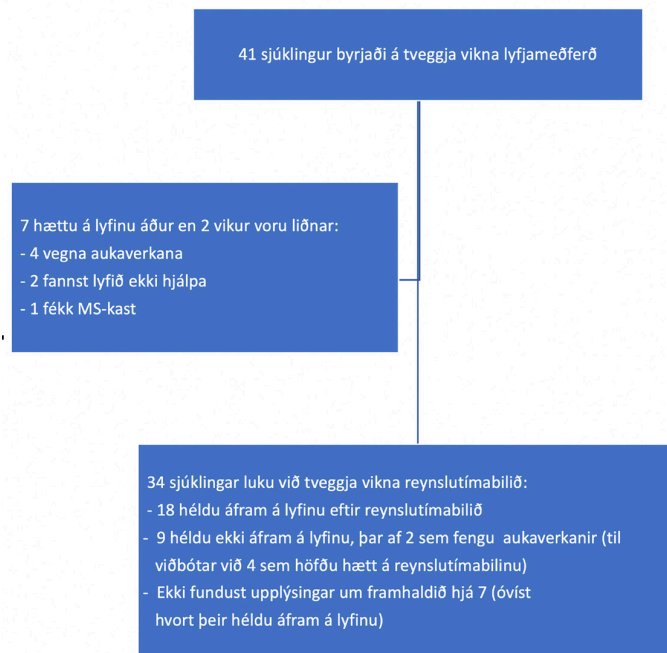 41 sjúklingur byrjaði á tveggja vikna lyfjameðferð
7 hættu á lyfinu áður en 2 vikur voru liðnar:
- 4 vegna aukaverkana
- 2 fannst lyfið ekki hjálpa
- 1 fékk MS-kast
34 sjúklingar luku við tveggja vikna reynslutímabilið:
- 18 héldu áfram á lyfinu eftir reynslutímabilið
- 9 héldu ekki áfram á lyfinu, þar af 2 sem fengu aukaverkanir (til
viðbótar við 4 sem höfðu hætt á reynslutímabilinu)
- Ekki fundust upplýsingar um framhaldið hjá 7 (óvíst
hvort þeir héldu áfram á lyfinu)